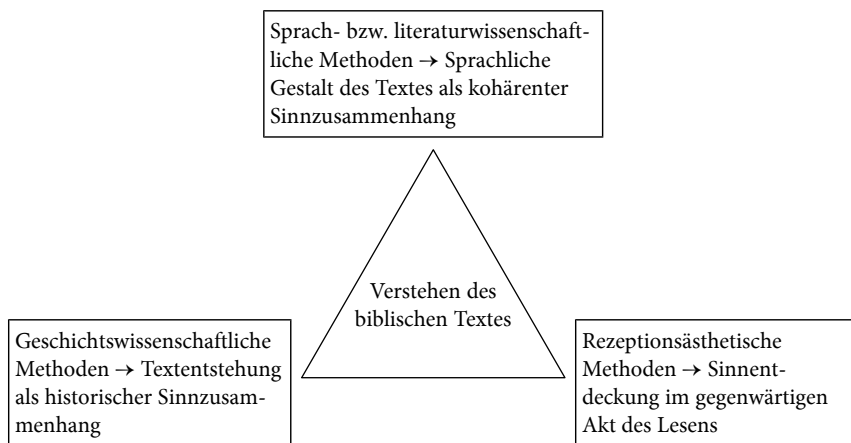 Sprach- bzw. literaturwissenschaft-
liche Methoden → Sprachliche
Gestalt des Textes als kohärenter
Sinnzusammenhang
Verstehen des
biblischen Textes
Geschichtswissenschaftliche
Methoden → Textentstehung
als historischer Sinnzusam-
menhang
Rezeptionsästhetische
Methoden → Sinnent-
deckung im gegenwärtigen
Akt des Lesens